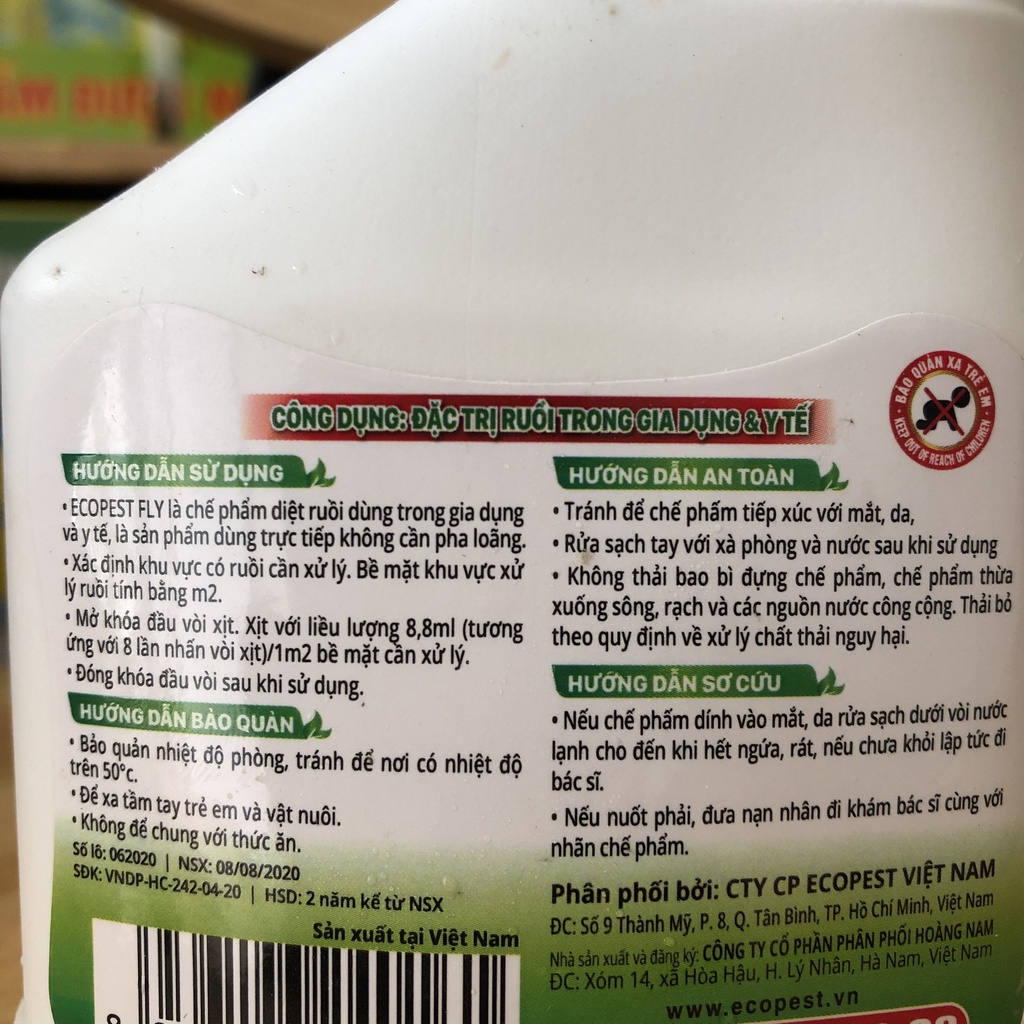 BẢO QUẢN XA TRẺ EM
KEEP OUT OF REACH OF CHILDREN
CÔNG DỤNG: ĐẶC TRỊ RUỒI TRONG GIA DỤNG & Y TẾ
HƯỚNG DẪN SỬ DỤNG
• ECOPEST FLY là chế phẩm diệt ruồi dùng trong gia dụng
và y tế, là sản phẩm dùng trực tiếp không cần pha loãng.
• Xác định khu vực có ruồi cần xử lý. Bề mặt khu vực xử
lý ruồi tính bằng m2.
• Mở khóa đầu vòi xịt. Xịt với liều lượng 8,8ml (tương
ứng với 8 lần nhấn vòi xịt)/1m2 bề mặt cần xử lý.
• Đóng khóa đầu vòi sau khi sử dụng.
HƯỚNG DẪN BẢO QUẢN
• Bảo quản nhiệt độ phòng, tránh để nơi có nhiệt độ
trên 50°c.
• Để xa tầm tay trẻ em và vật nuôi.
• Không để chung với thức ăn.
Số lô: 062020 | NSX: 08/08/2020
SĐK: VNDP-HC-242-04-20 | HSD: 2 năm kể từ NSX
Sản xuất tại Việt Nam
HƯỚNG DẪN AN TOÀN
• Tránh để chế phẩm tiếp xúc với mắt, da,
• Rửa sạch tay với xà phòng và nước sau khi sử dụng
• Không thải bao bì đựng chế phẩm, chế phẩm thừa
xuống sông, rạch và các nguồn nước công cộng. Thải bỏ
theo quy định về xử lý chất thải nguy hại.
HƯỚNG DẪN SƠ CỨU
• Nếu chế phẩm dính vào mắt, da rửa sạch dưới vòi nước
lạnh cho đến khi hết ngứa, rát, nếu chưa khỏi lập tức đi
bác sĩ.
• Nếu nuốt phải, đưa nạn nhân đi khám bác sĩ cùng với
nhãn chế phẩm.
Phân phối bởi: CTY CP ECOPEST VIỆT NAM
ĐC: Số 9 Thành Mỹ, P. 8, Q. Tân Bình, TP. Hồ Chí Minh, Việt Nam
Nhà sản xuất và đăng ký: CÔNG TY CỔ PHẦN PHÂN PHỐI HOÀNG NAM
ĐC: Xóm 14, xã Hòa Hậu, H. Lý Nhân, Hà Nam, Việt Nam
www.ecopest.vn